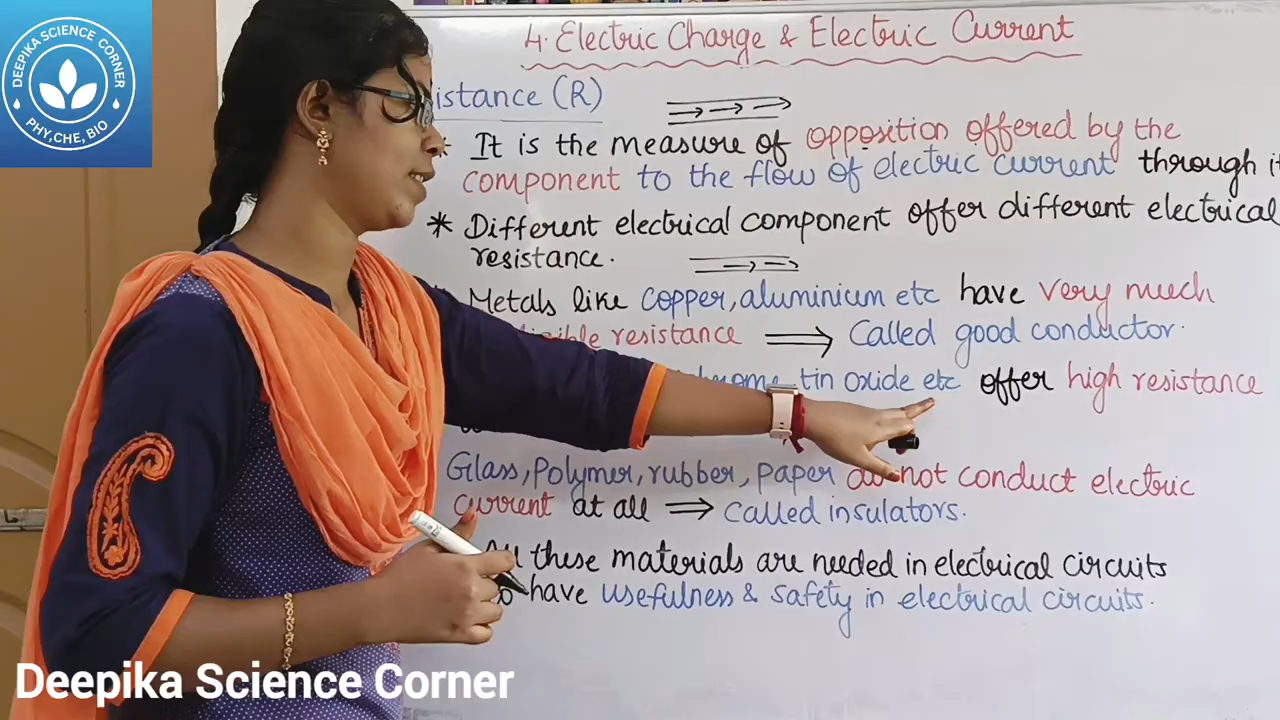 DEEPIKA SCIENCE CORNER
PHY,CHE, BIO
4. Electric Charge & Electric Current
istance (R)
* It is the measure of opposition offered by the
component to the flow of electric current through it
* Different electrical component offer different electrical
resistance.
Metals like copper, aluminium etc have very much
resistance ⟹ Called good conductor.
tin oxide etc offer high resistance
Glass, Polymer, rubber, paper do not conduct electric
current at all ⟹ called insulators.
All these materials are needed in electrical circuits
to have usefulness & safety in electrical circuits.
Deepika Science Corner